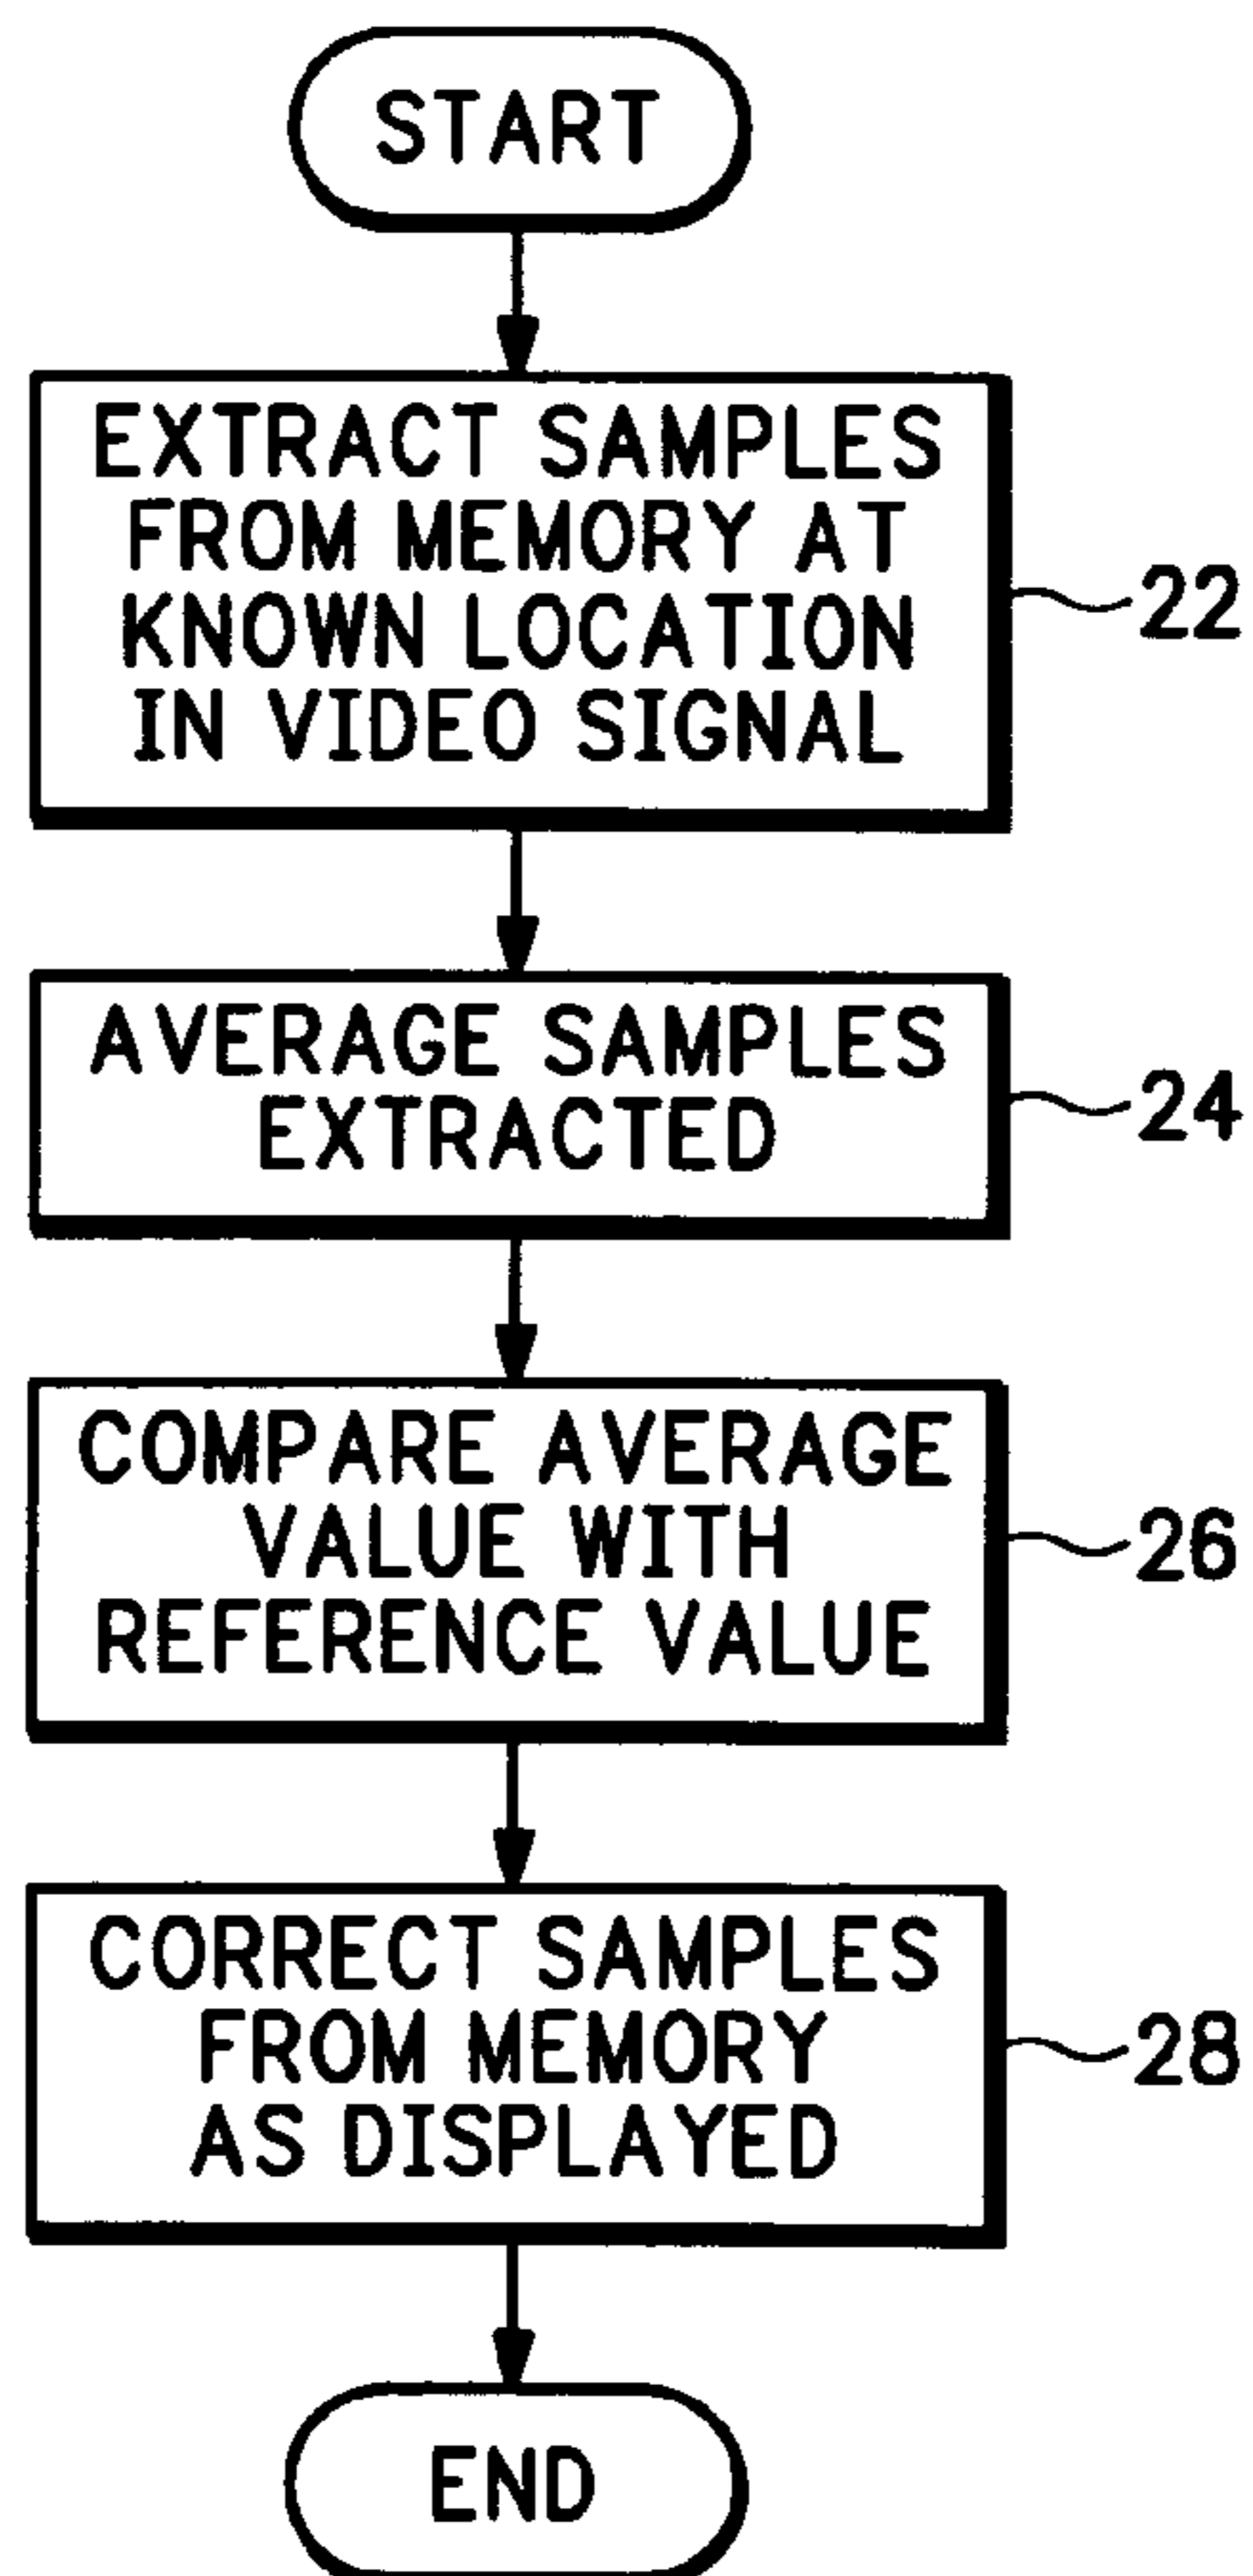 START
EXTRACT SAMPLES
FROM MEMORY AT
KNOWN LOCATION
IN VIDEO SIGNAL
22
AVERAGE SAMPLES
EXTRACTED
24
COMPARE AVERAGE
VALUE WITH
REFERENCE VALUE
26
CORRECT SAMPLES
FROM MEMORY
AS DISPLAYED
28
END